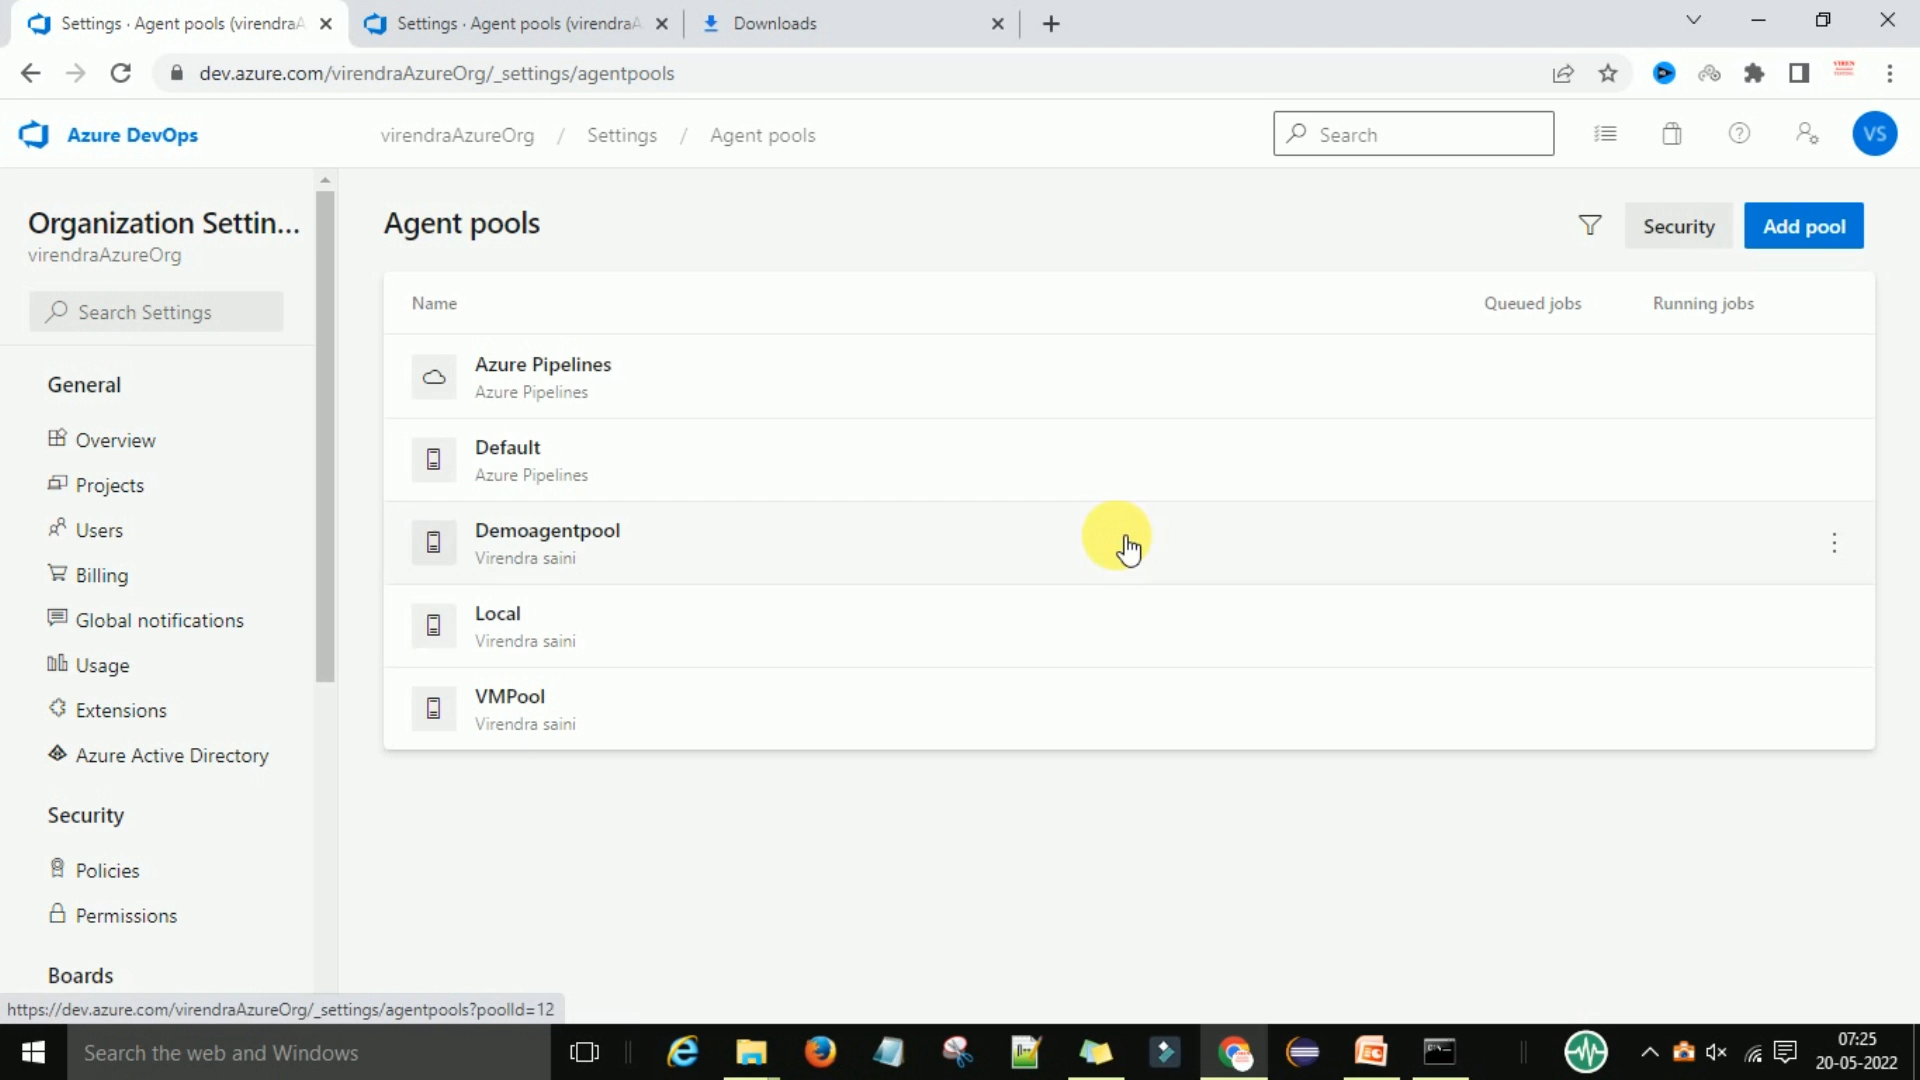 Settings · Agent pools (virendraA
Settings · Agent pools (virendraA
Downloads
dev.azure.com/virendraAzureOrg/_settings/agentpools
VIREN
Azure DevOps
virendraAzureOrg / Settings / Agent pools
Search
VS
Organization Settin...
virendraAzureOrg
Search Settings
General
Overview
Projects
Users
Billing
Global notifications
Usage
Extensions
Azure Active Directory
Security
Policies
Permissions
Boards
Agent pools
Security
Add pool
Name
Queued jobs
Running jobs
Azure Pipelines
Azure Pipelines
Default
Azure Pipelines
Demoagentpool
Virendra saini
Local
Virendra saini
VMPool
Virendra saini
https://dev.azure.com/virendraAzureOrg/_settings/agentpools?poolId=12
Search the web and Windows
07:25
20-05-2022